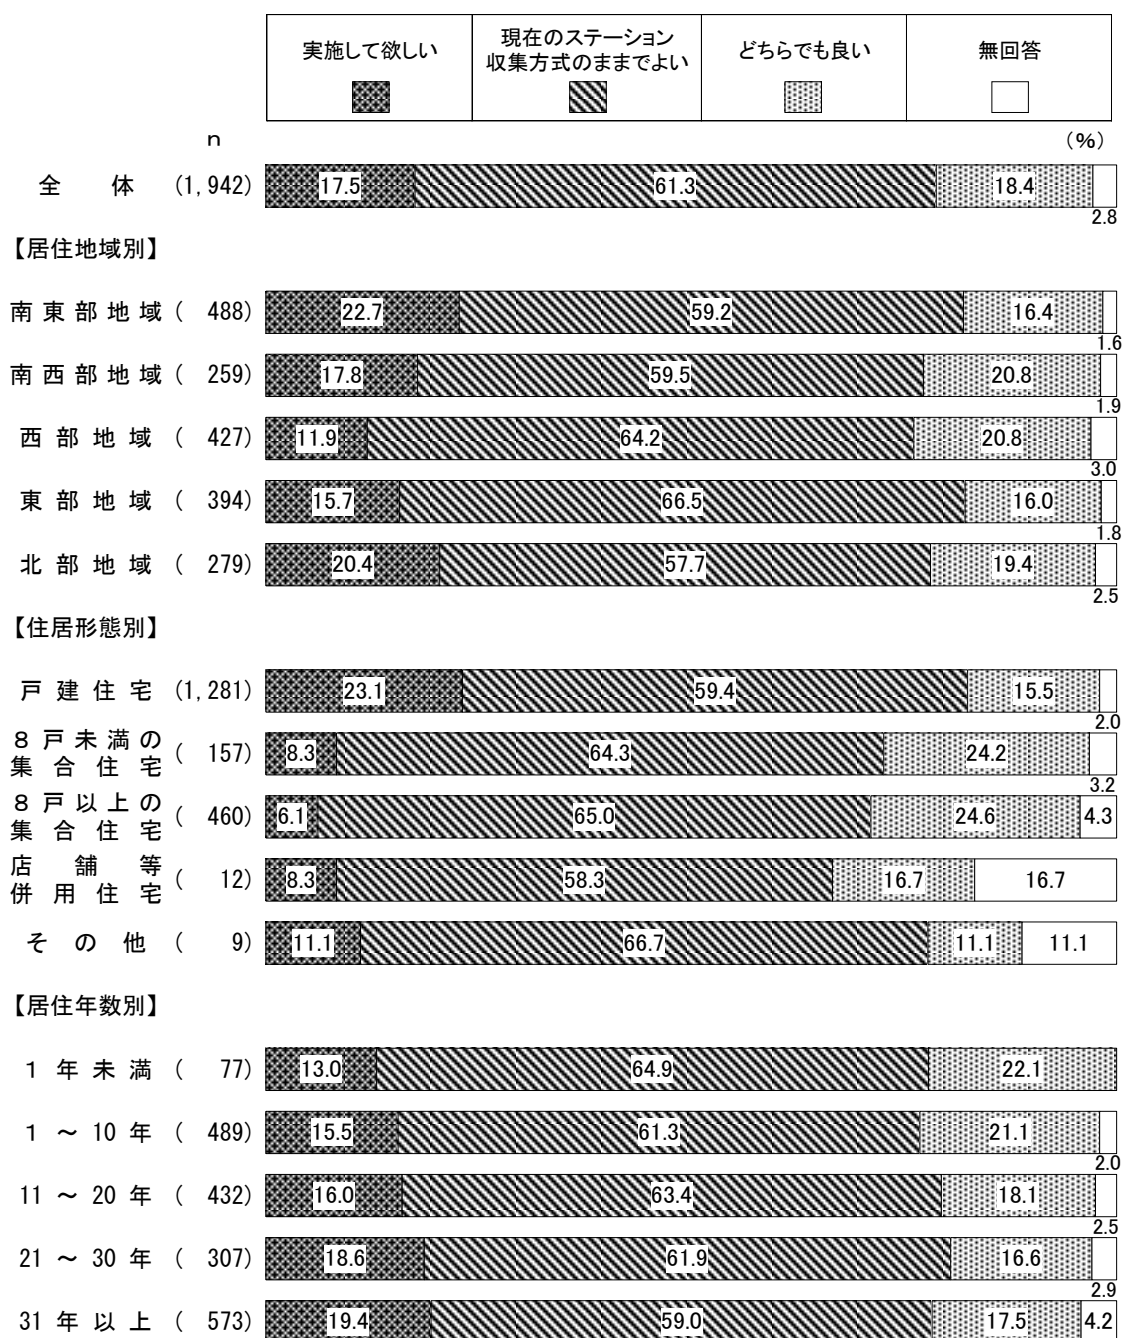 実施して欲しい
現在のステーション
収集方式のままでよい
どちらでも良い
無回答
n
(%)
全体 (1,942) 17.5 61.3 18.4 2.8
【居住地域別】
南東部地域 ( 488) 22.7 59.2 16.4 1.6
南西部地域 ( 259) 17.8 59.5 20.8 1.9
西部地域 ( 427) 11.9 64.2 20.8 3.0
東部地域 ( 394) 15.7 66.5 16.0 1.8
北部地域 ( 279) 20.4 57.7 19.4 2.5
【住居形態別】
戸建住宅 (1,281) 23.1 59.4 15.5 2.0
8戸未満の
集合住宅 ( 157) 8.3 64.3 24.2 3.2
8戸以上の
集合住宅 ( 460) 6.1 65.0 24.6 4.3
店舗等
併用住宅 ( 12) 8.3 58.3 16.7 16.7
その他 ( 9) 11.1 66.7 11.1 11.1
【居住年数別】
1年未満 ( 77) 13.0 64.9 22.1
1~10年 ( 489) 15.5 61.3 21.1 2.0
11~20年 ( 432) 16.0 63.4 18.1 2.5
21~30年 ( 307) 18.6 61.9 16.6 2.9
31年以上 ( 573) 19.4 59.0 17.5 4.2